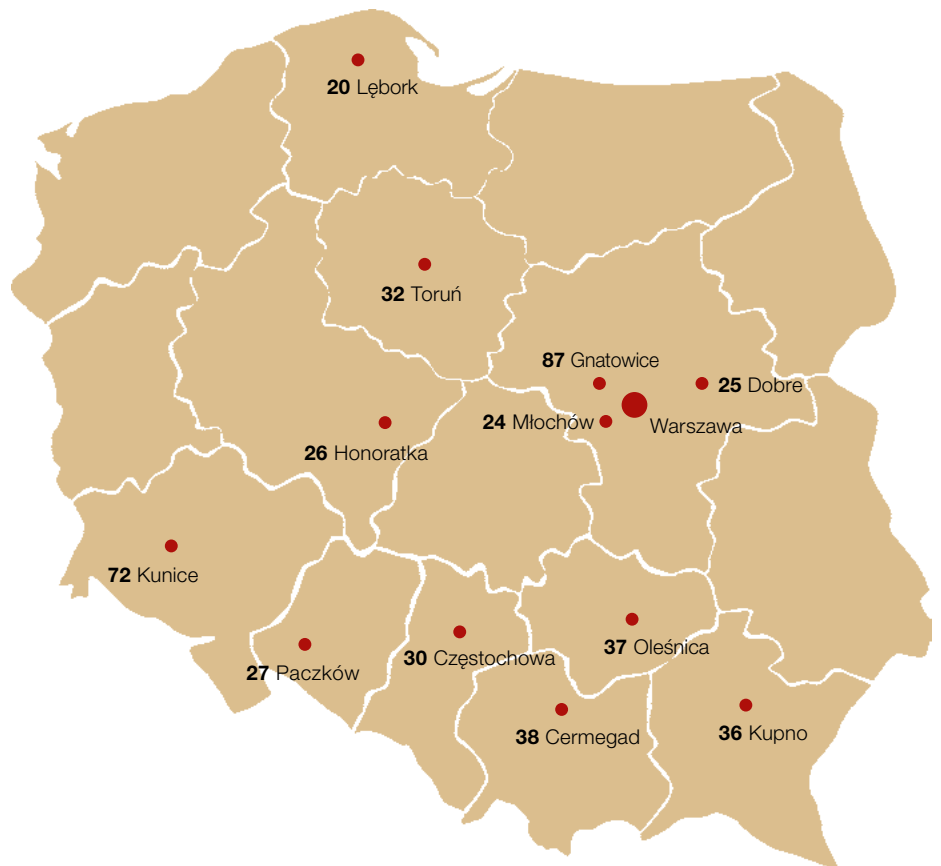 20 Lębork
32 Toruń
87 Gnatowice
25 Dobre
24 Młochów
Warszawa
26 Honoratka
72 Kunice
37 Oleśnica
30 Częstochowa
27 Paczków
36 Kupno
38 Cermegad